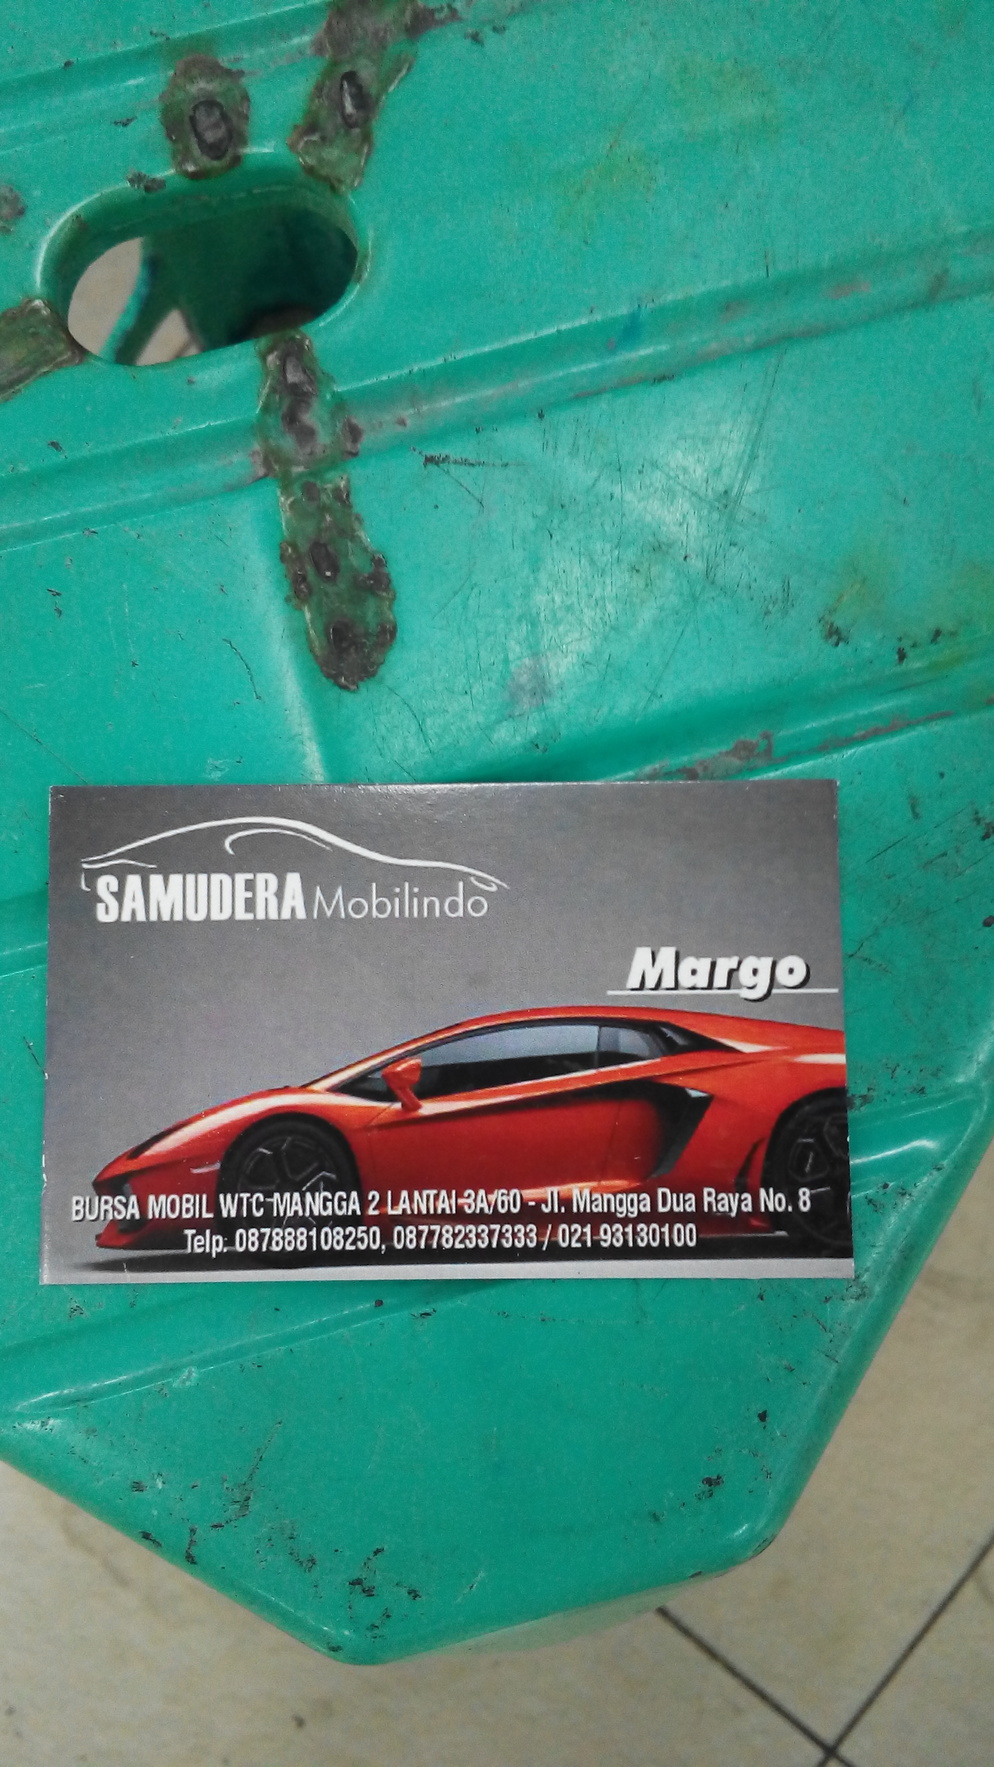 SAMUDERA Mobilindo
Margo
BURSA MOBIL WTC MANGGA 2 LANTAI 3A/60 - Jl. Mangga Dua Raya No. 8
Telp. 087888108250, 087782337333 / 021-93130100